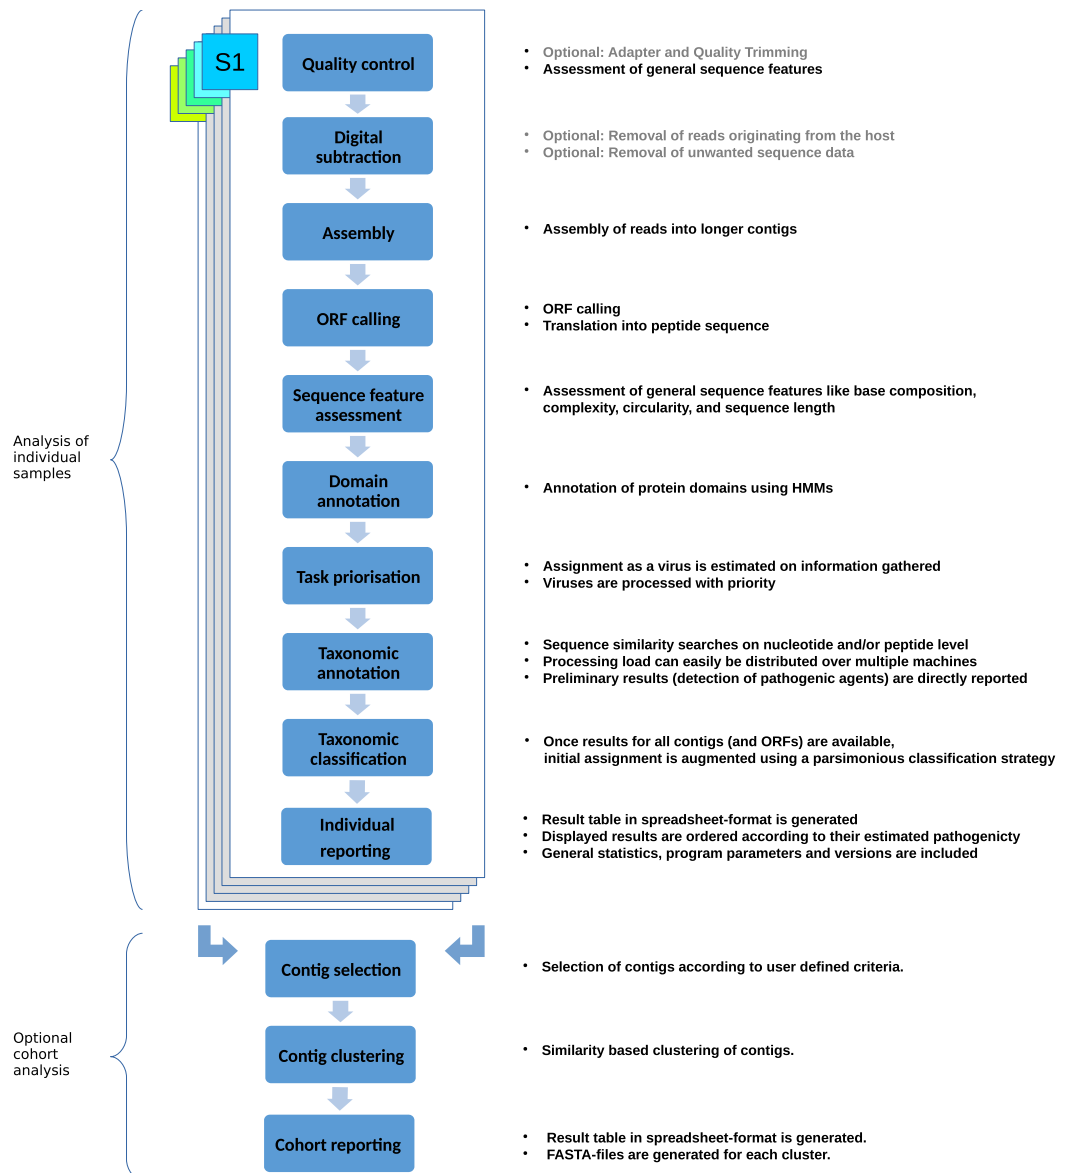 S1
Quality control
• Optional: Adapter and Quality Trimming
• Assessment of general sequence features
Digital
subtraction
• Optional: Removal of reads originating from the host
• Optional: Removal of unwanted sequence data
Assembly
• Assembly of reads into longer contigs
ORF calling
• ORF calling
• Translation into peptide sequence
Sequence feature
assessment
• Assessment of general sequence features like base composition,
complexity, circularity, and sequence length
Analysis of
individual
samples
Domain
annotation
• Annotation of protein domains using HMMs
Task priorisation
• Assignment as a virus is estimated on information gathered
• Viruses are processed with priority
Taxonomic
annotation
• Sequence similarity searches on nucleotide and/or peptide level
• Processing load can easily be distributed over multiple machines
• Preliminary results (detection of pathogenic agents) are directly reported
Taxonomic
classification
• Once results for all contigs (and ORFs) are available,
initial assignment is augmented using a parsimonious classification strategy
Individual
reporting
• Result table in spreadsheet-format is generated
• Displayed results are ordered according to their estimated pathogenicty
• General statistics, program parameters and versions are included
Contig selection
• Selection of contigs according to user defined criteria.
Optional
cohort
analysis
Contig clustering
• Similarity based clustering of contigs.
Cohort reporting
• Result table in spreadsheet-format is generated.
• FASTA-files are generated for each cluster.